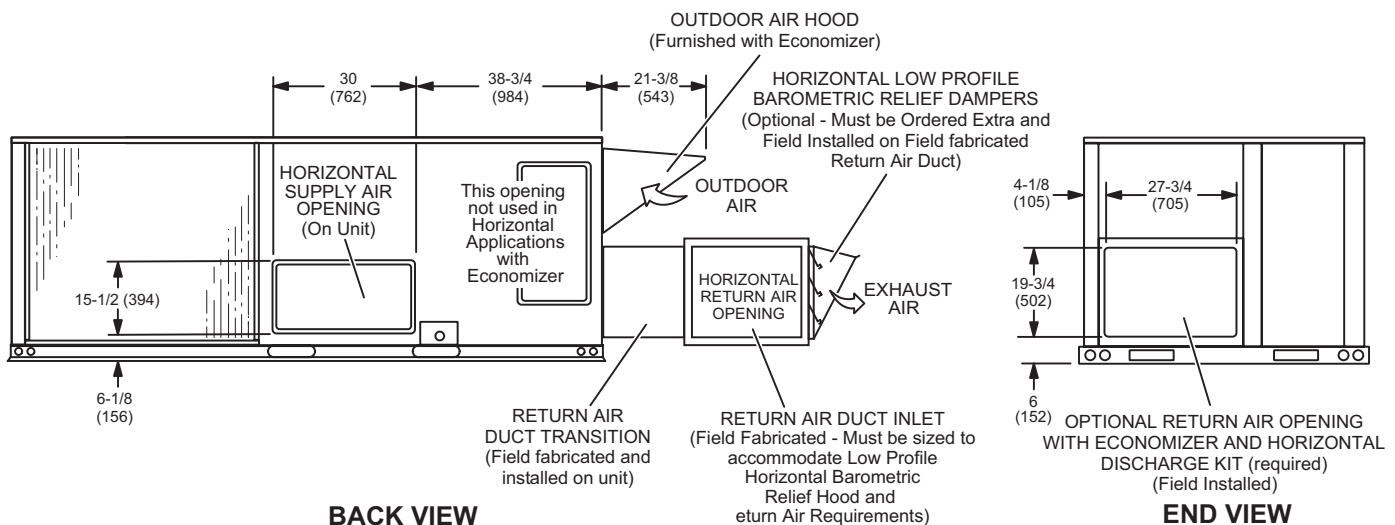 OUTDOOR AIR HOOD
(Furnished with Economizer)
30
(762)
38-3/4
(984)
21-3/8
(543)
HORIZONTAL LOW PROFILE
BAROMETRIC RELIEF DAMPERS
(Optional - Must be Ordered Extra and
Field Installed on Field fabricated
Return Air Duct)
HORIZONTAL
SUPPLY AIR
OPENING
(On Unit)
This opening
not used in
Horizontal
Applications
with
Economizer
OUTDOOR
AIR
15-1/2 (394)
HORIZONTAL
RETURN AIR
OPENING
EXHAUST
AIR
6-1/8
(156)
RETURN AIR
DUCT TRANSITION
(Field fabricated and
installed on unit)
RETURN AIR DUCT INLET
(Field Fabricated - Must be sized to
accommodate Low Profile
Horizontal Barometric
Relief Hood and
eturn Air Requirements)
BACK VIEW
4-1/8
(105)
27-3/4
(705)
19-3/4
(502)
6
(152)
OPTIONAL RETURN AIR OPENING
WITH ECONOMIZER AND HORIZONTAL
DISCHARGE KIT (required)
(Field Installed)
END VIEW